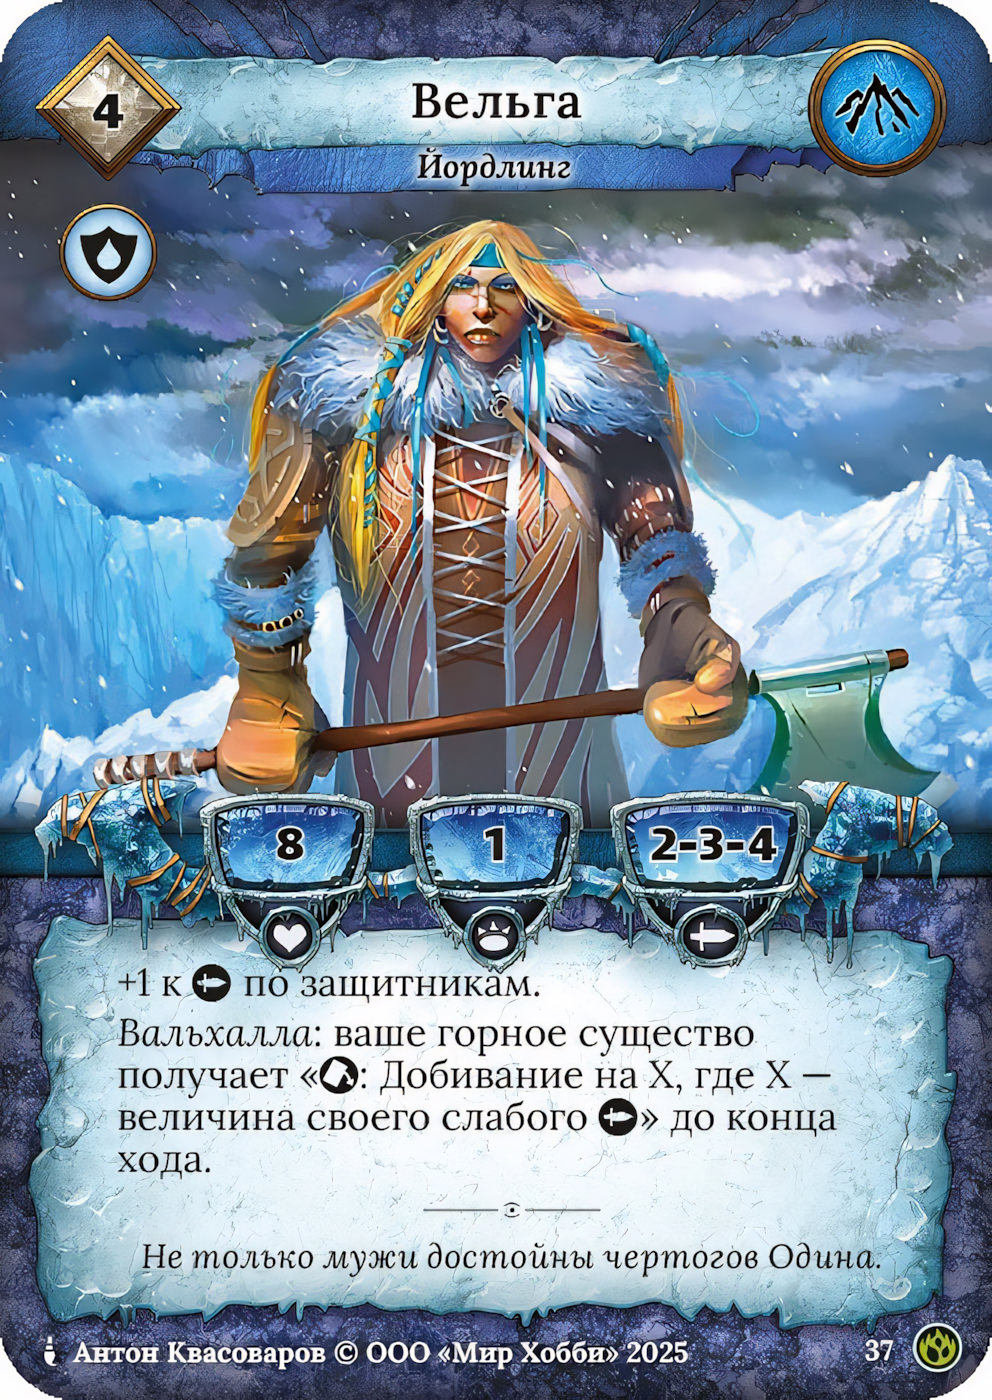 4
Вельга
Йордлинг
8
1
2-3-4
+1 к по защитникам.
Вальхалла: ваше горное существо
получает «: Добивание на X, где X —
величина своего слабого » до конца
хода.
Не только мужи достойны чертогов Одина.
Антон Квасоваров © ООО «Мир Хобби» 2025
37